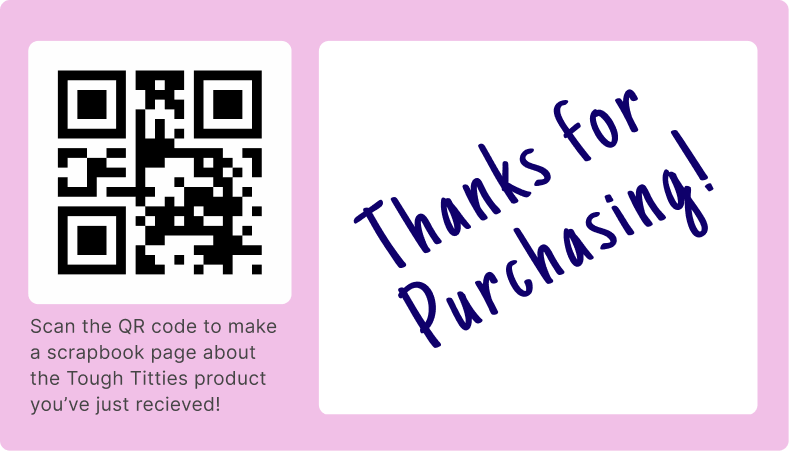 Thanks for
Purchasing!
Scan the QR code to make
a scrapbook page about
the Tough Titties product
you’ve just recieved!